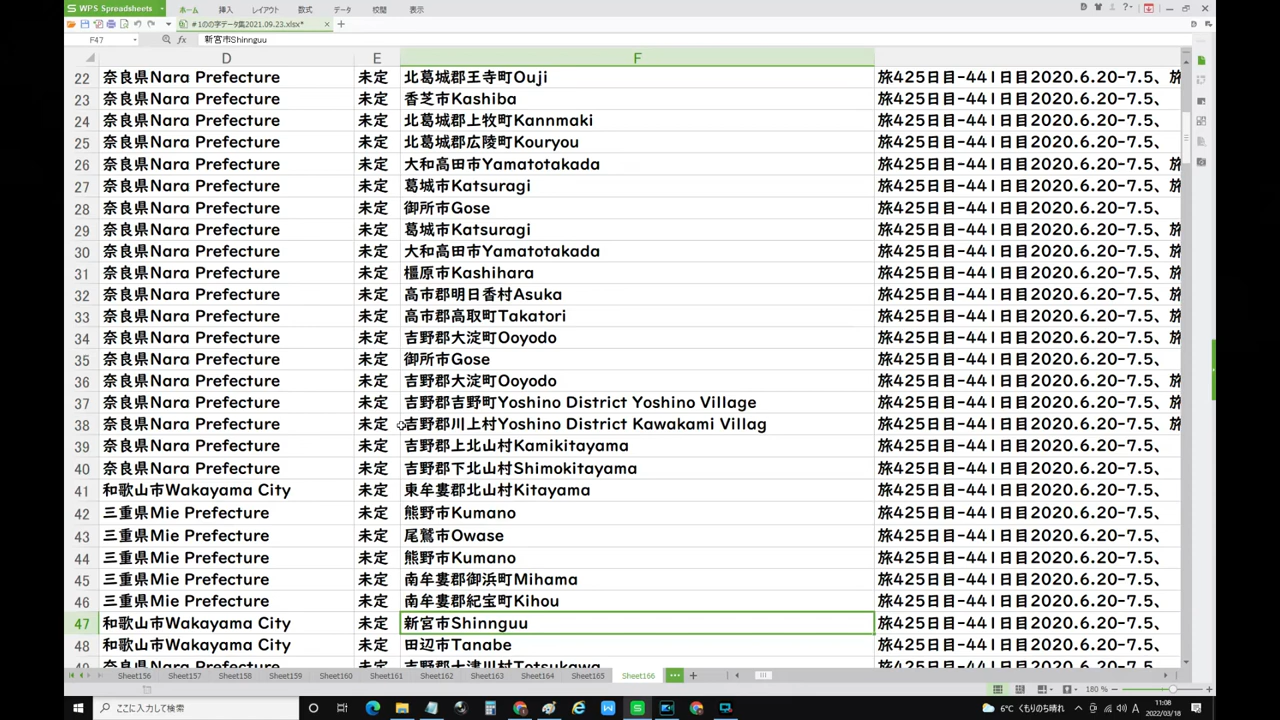 WPS Spreadsheets
ホーム 挿入 レイアウト 数式 データ 校閲 表示
#1のの字データ集2021.09.23.xlsx*
F47 fx 新宮市Shinnguu
D E F
22 奈良県Nara Prefecture 未定 北葛城郡王寺町Ouji 旅425日目-441日目2020.6.20-7.5、旅
23 奈良県Nara Prefecture 未定 香芝市Kashiba 旅425日目-441日目2020.6.20-7.5、
24 奈良県Nara Prefecture 未定 北葛城郡上牧町Kannmaki 旅425日目-441日目2020.6.20-7.5、
25 奈良県Nara Prefecture 未定 北葛城郡広陵町Kouryou 旅425日目-441日目2020.6.20-7.5、
26 奈良県Nara Prefecture 未定 大和高田市Yamatotakada 旅425日目-441日目2020.6.20-7.5、旅
27 奈良県Nara Prefecture 未定 葛城市Katsuragi 旅425日目-441日目2020.6.20-7.5、旅
28 奈良県Nara Prefecture 未定 御所市Gose 旅425日目-441日目2020.6.20-7.5、
29 奈良県Nara Prefecture 未定 葛城市Katsuragi 旅425日目-441日目2020.6.20-7.5、旅
30 奈良県Nara Prefecture 未定 大和高田市Yamatotakada 旅425日目-441日目2020.6.20-7.5、旅
31 奈良県Nara Prefecture 未定 橿原市Kashihara 旅425日目-441日目2020.6.20-7.5、旅
32 奈良県Nara Prefecture 未定 高市郡明日香村Asuka 旅425日目-441日目2020.6.20-7.5、旅
33 奈良県Nara Prefecture 未定 高市郡高取町Takatori 旅425日目-441日目2020.6.20-7.5、旅
34 奈良県Nara Prefecture 未定 吉野郡大淀町Ooyodo 旅425日目-441日目2020.6.20-7.5、旅
35 奈良県Nara Prefecture 未定 御所市Gose 旅425日目-441日目2020.6.20-7.5、
36 奈良県Nara Prefecture 未定 吉野郡大淀町Ooyodo 旅425日目-441日目2020.6.20-7.5、旅
37 奈良県Nara Prefecture 未定 吉野郡吉野町Yoshino District Yoshino Village 旅425日目-441日目2020.6.20-7.5、旅
38 奈良県Nara Prefecture 未定 吉野郡川上村Yoshino District Kawakami Villag 旅425日目-441日目2020.6.20-7.5、旅
39 奈良県Nara Prefecture 未定 吉野郡上北山村Kamikitayama 旅425日目-441日目2020.6.20-7.5、
40 奈良県Nara Prefecture 未定 吉野郡下北山村Shimokitayama 旅425日目-441日目2020.6.20-7.5、
41 和歌山市Wakayama City 未定 東牟婁郡北山村Kitayama 旅425日目-441日目2020.6.20-7.5、
42 三重県Mie Prefecture 未定 熊野市Kumano 旅425日目-441日目2020.6.20-7.5、
43 三重県Mie Prefecture 未定 尾鷲市Owase 旅425日目-441日目2020.6.20-7.5、
44 三重県Mie Prefecture 未定 熊野市Kumano 旅425日目-441日目2020.6.20-7.5、
45 三重県Mie Prefecture 未定 南牟婁郡御浜町Mihama 旅425日目-441日目2020.6.20-7.5、
46 三重県Mie Prefecture 未定 南牟婁郡紀宝町Kihou 旅425日目-441日目2020.6.20-7.5、
47 和歌山市Wakayama City 未定 新宮市Shinnguu 旅425日目-441日目2020.6.20-7.5、
48 和歌山市Wakayama City 未定 田辺市Tanabe 旅425日目-441日目2020.6.20-7.5、
奈良県Nara Prefecture 未定 吉野郡十津川村Totsukawa
Sheet156 Sheet157 Sheet158 Sheet159 Sheet160 Sheet161 Sheet162 Sheet163 Sheet164 Sheet165 Sheet166
180 %
ここに入力して検索
6℃ くもりのち晴れ
A
11:08
2022/03/18